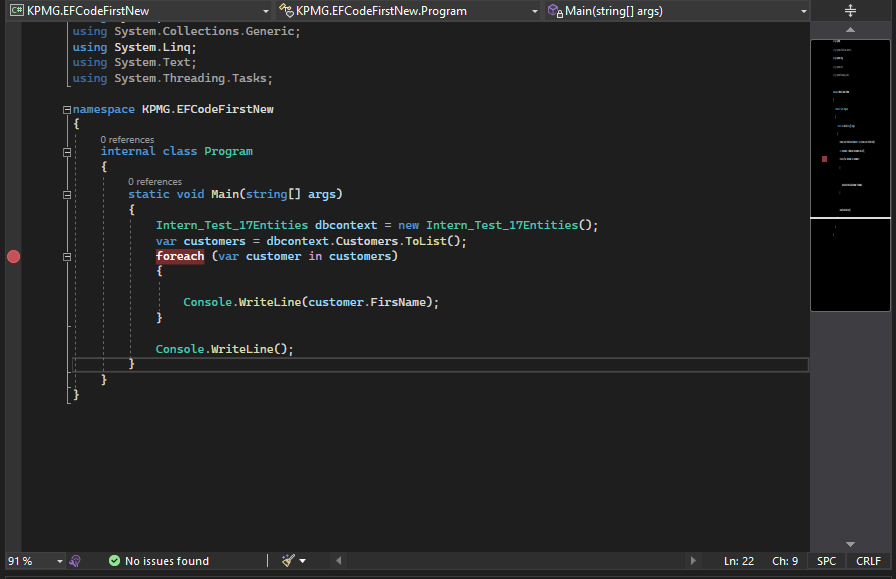 KPMG.EFCodeFirstNew
KPMG.EFCodeFirstNew.Program
Main(string[] args)
using System.Collections.Generic;
using System.Linq;
using System.Text;
using System.Threading.Tasks;
namespace KPMG.EFCodeFirstNew
{
0 references
internal class Program
{
0 references
static void Main(string[] args)
{
Intern_Test_17Entities dbcontext = new Intern_Test_17Entities();
var customers = dbcontext.Customers.ToList();
foreach (var customer in customers)
{
Console.WriteLine(customer.FirsName);
}
Console.WriteLine();
}
}
}
91 %
No issues found
Ln: 22
Ch: 9
SPC
CRLF